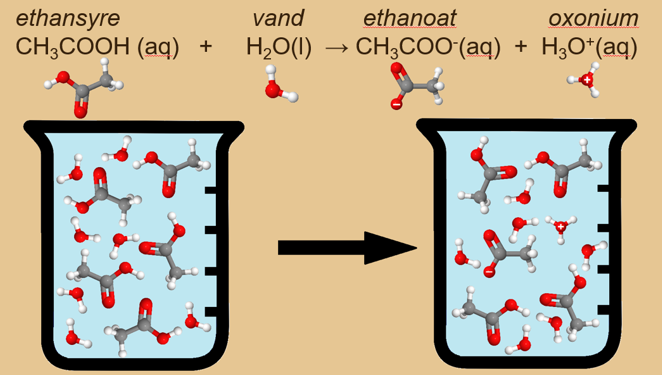 ethansyre vand ethanoat oxonium
CH₃COOH (aq) + H₂O(l) → CH₃COO⁻(aq) + H₃O⁺(aq)